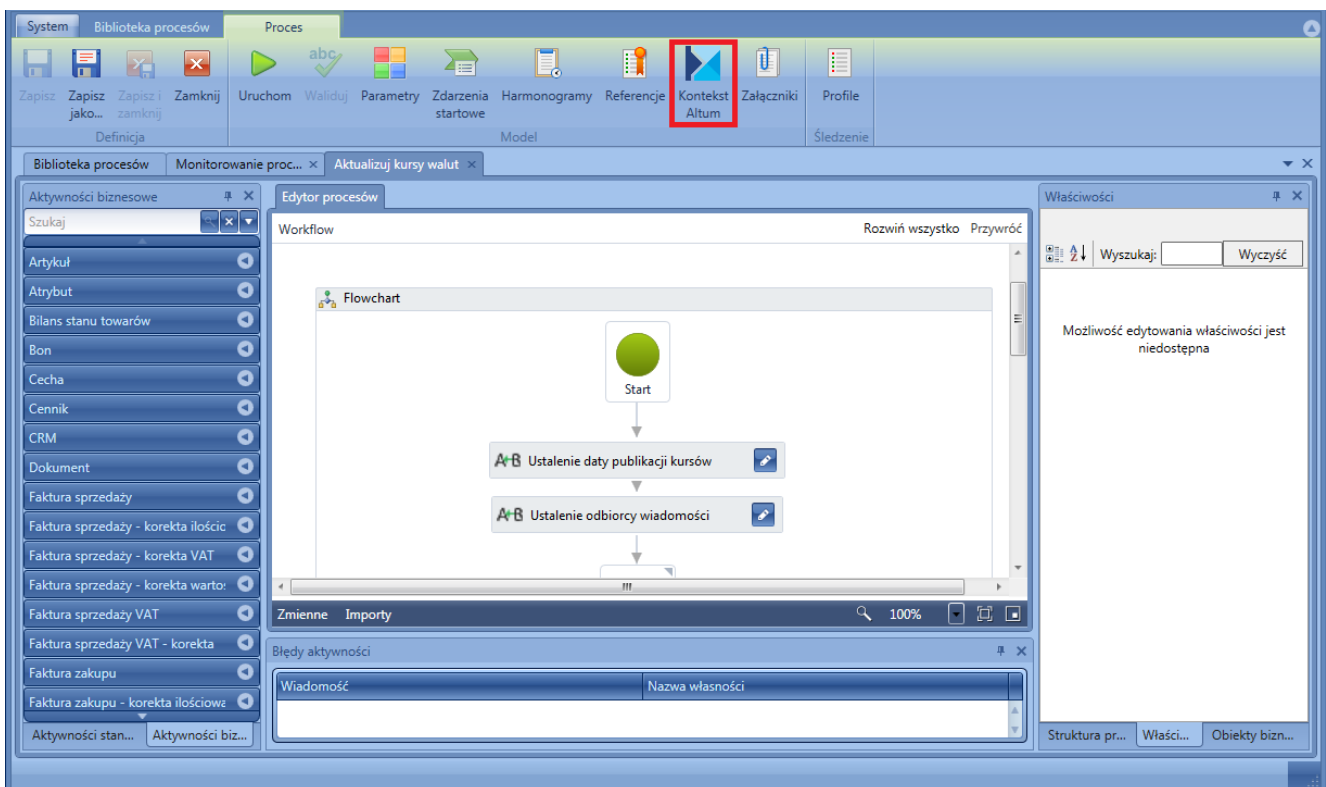 System Biblioteka procesów Proces
Zapisz Zapisz jako... Zapisz i zamknij Zamknij Uruchom Waliduj Parametry Zdarzenia startowe Harmonogramy Referencje Kontekst Altum Załączniki Profile
Definicja Model Śledzenie
Biblioteka procesów Monitorowanie proc... Aktualizuj kursy walut
Aktywności biznesowe
Szukaj
Artykuł
Atrybut
Bilans stanu towarów
Bon
Cecha
Cennik
CRM
Dokument
Faktura sprzedaży
Faktura sprzedaży - korekta ilościc
Faktura sprzedaży - korekta VAT
Faktura sprzedaży - korekta wartoś
Faktura sprzedaży VAT
Faktura sprzedaży VAT - korekta
Faktura zakupu
Faktura zakupu - korekta ilościowa
Aktywności stan... Aktywności biz...
Edytor procesów
Workflow Rozwiń wszystko Przywróć
Flowchart
Start
A+B Ustalenie daty publikacji kursów
A+B Ustalenie odbiorcy wiadomości
Zmienne Importy 100%
Błędy aktywności
Wiadomość Nazwa własności
Właściwości
Wyszukaj: Wyczyść
Możliwość edytowania właściwości jest
niedostępna
Struktura pr... Właści... Obiekty bizn...